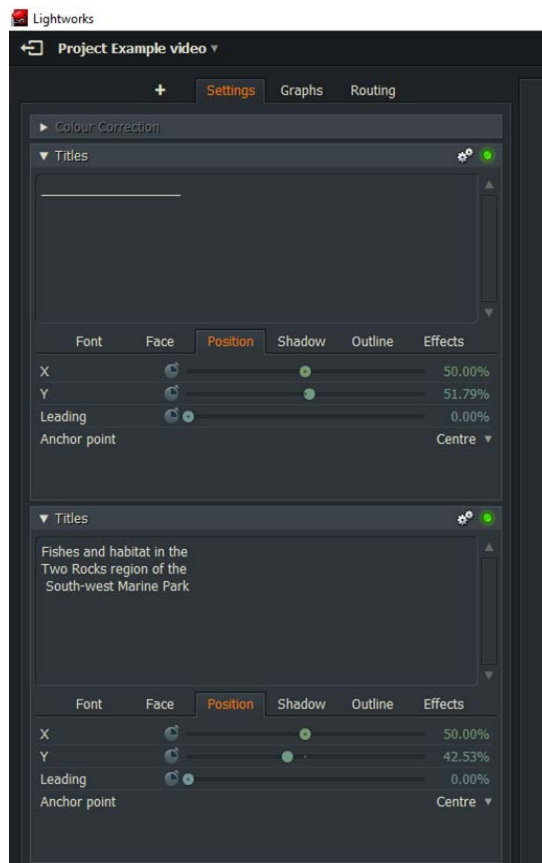 Lightworks
Project Example video
+ Settings Graphs Routing
Colour Correction
Titles
____________________
Font Face Position Shadow Outline Effects
X 50.00%
Y 51.79%
Leading 0.00%
Anchor point Centre
Titles
Fishes and habitat in the
Two Rocks region of the
South-west Marine Park
Font Face Position Shadow Outline Effects
X 50.00%
Y 42.53%
Leading 0.00%
Anchor point Centre